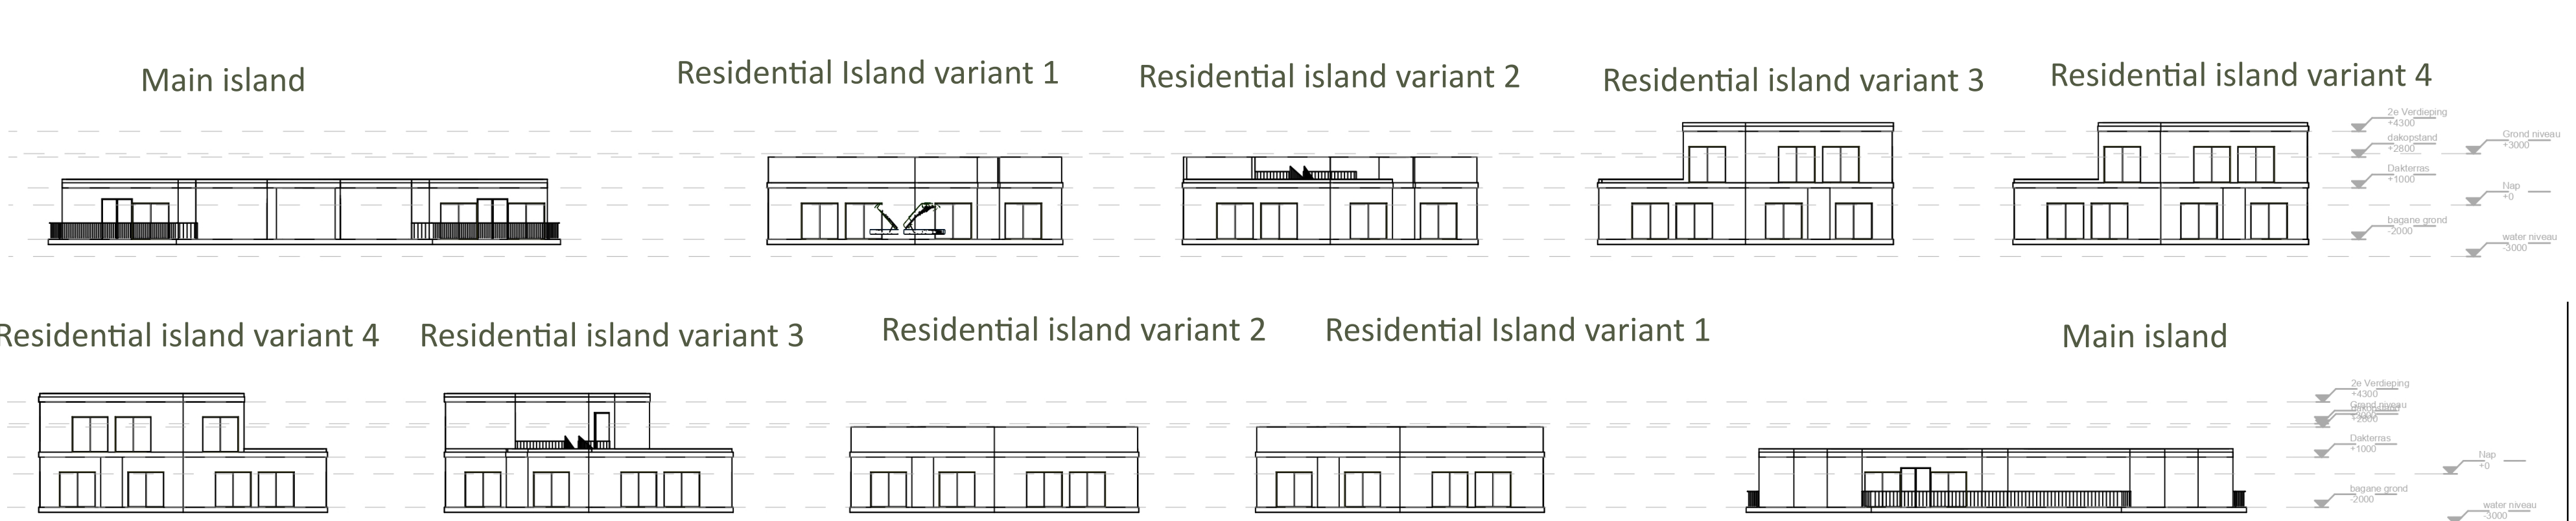 Main island
Residential Island variant 1
Residential island variant 2
Residential island variant 3
Residential island variant 4
2e Verdieping
+4300
dakopstand
+2800
Grond niveau
+3000
Dakterras
+1000
Nap
+0
bagane grond
-2000
water niveau
-3000
Residential island variant 4
Residential island variant 3
Residential island variant 2
Residential Island variant 1
Main island
2e Verdieping
+4300
Dakterras
+1000
Nap
+0
bagane grond
-2000
water niveau
-3000